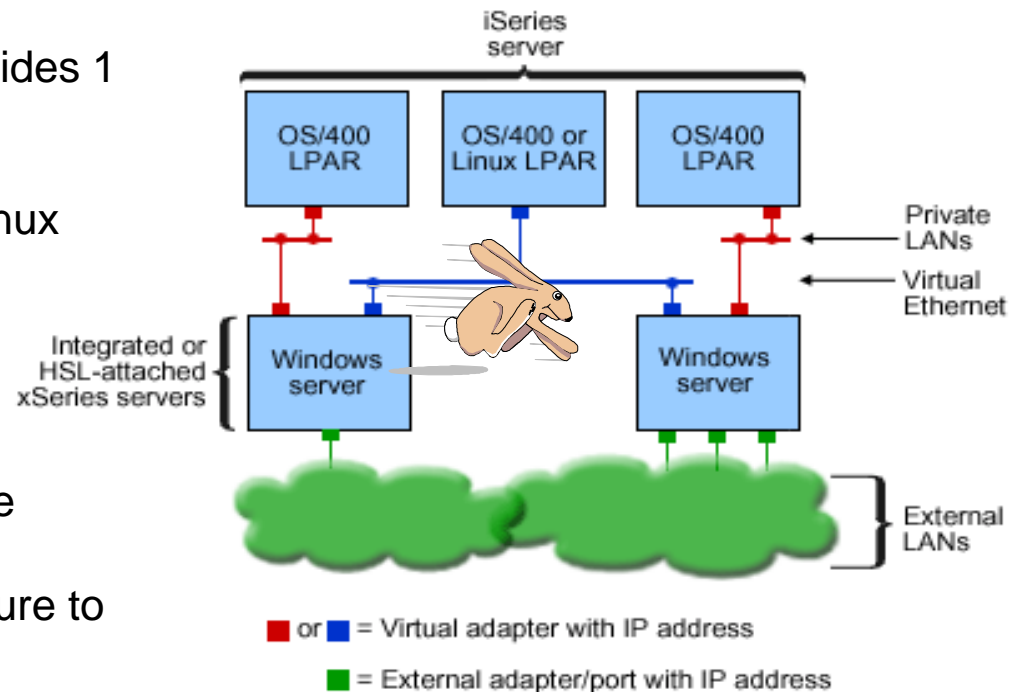 ides 1
nux
e
ure to
iSeries
server
OS/400
LPAR
OS/400 or
Linux LPAR
OS/400
LPAR
Private
LANs
Virtual
Ethernet
Integrated or
HSL-attached
xSeries servers
Windows
server
Windows
server
External
LANs
or = Virtual adapter with IP address
= External adapter/port with IP address